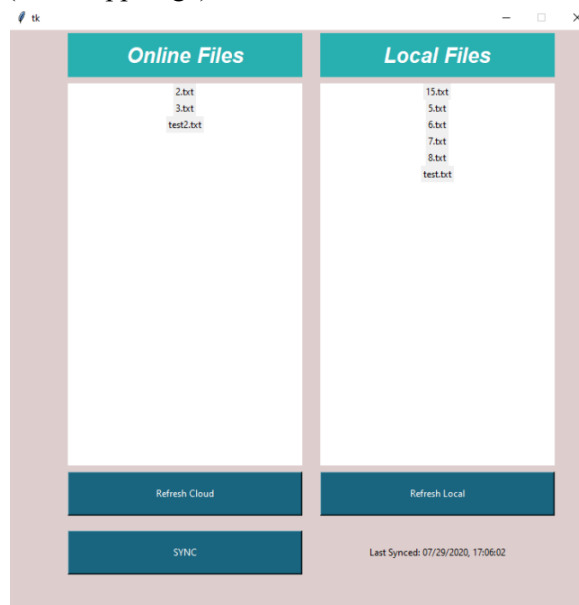 tk
Online Files
2.txt
3.txt
test2.txt
Local Files
15.txt
5.txt
6.txt
7.txt
8.txt
test.txt
Refresh Cloud
Refresh Local
SYNC
Last Synced: 07/29/2020, 17:06:02